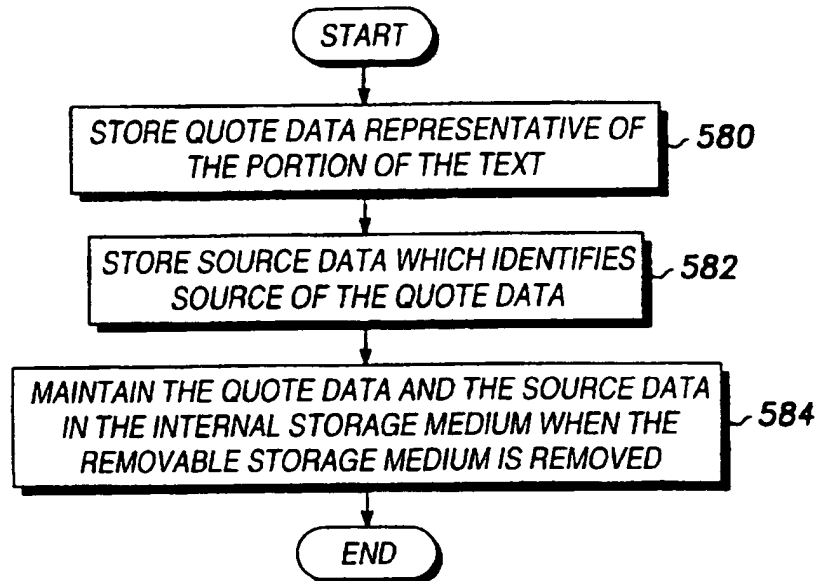 START
STORE QUOTE DATA REPRESENTATIVE OF
THE PORTION OF THE TEXT
580
STORE SOURCE DATA WHICH IDENTIFIES
SOURCE OF THE QUOTE DATA
582
MAINTAIN THE QUOTE DATA AND THE SOURCE DATA
IN THE INTERNAL STORAGE MEDIUM WHEN THE
REMOVABLE STORAGE MEDIUM IS REMOVED
584
END